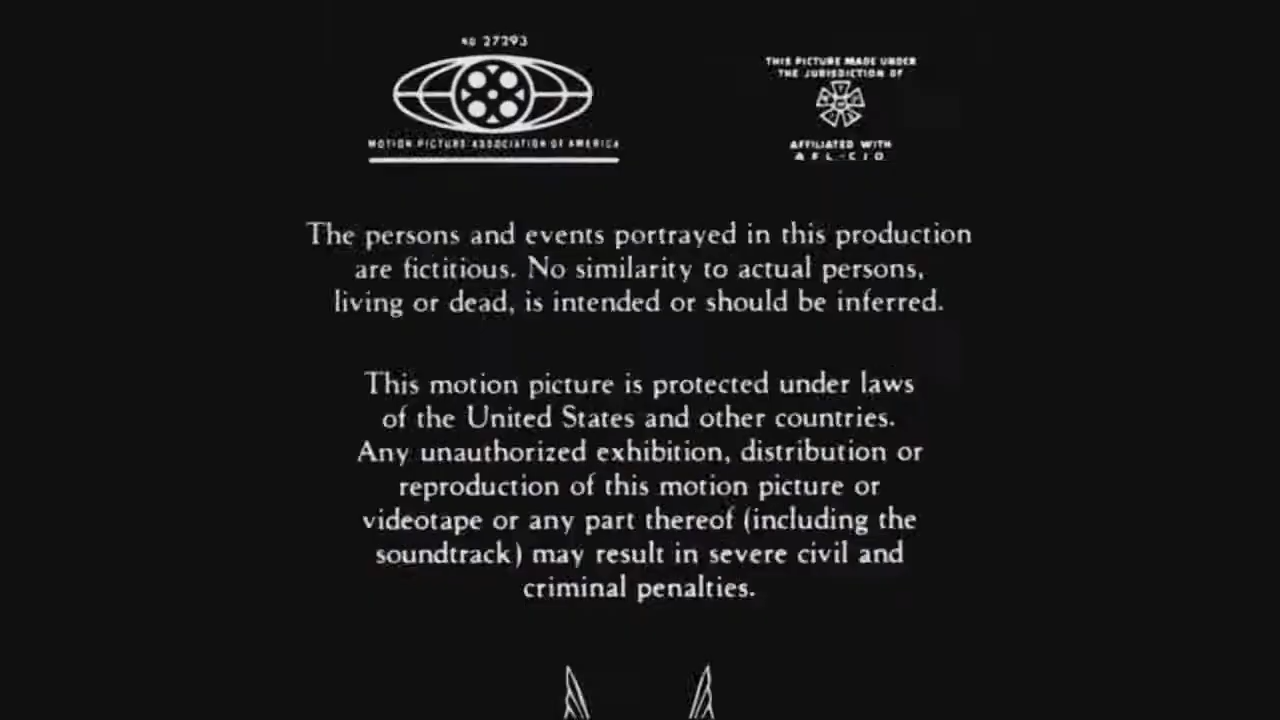 NO 27293
MOTION PICTURE ASSOCIATION OF AMERICA
THIS PICTURE MADE UNDER
THE JURISDICTION OF
AFFILIATED WITH
AFL-CIO
The persons and events portrayed in this production
are fictitious. No similarity to actual persons,
living or dead, is intended or should be inferred.
This motion picture is protected under laws
of the United States and other countries.
Any unauthorized exhibition, distribution or
reproduction of this motion picture or
videotape or any part thereof (including the
soundtrack) may result in severe civil and
criminal penalties.